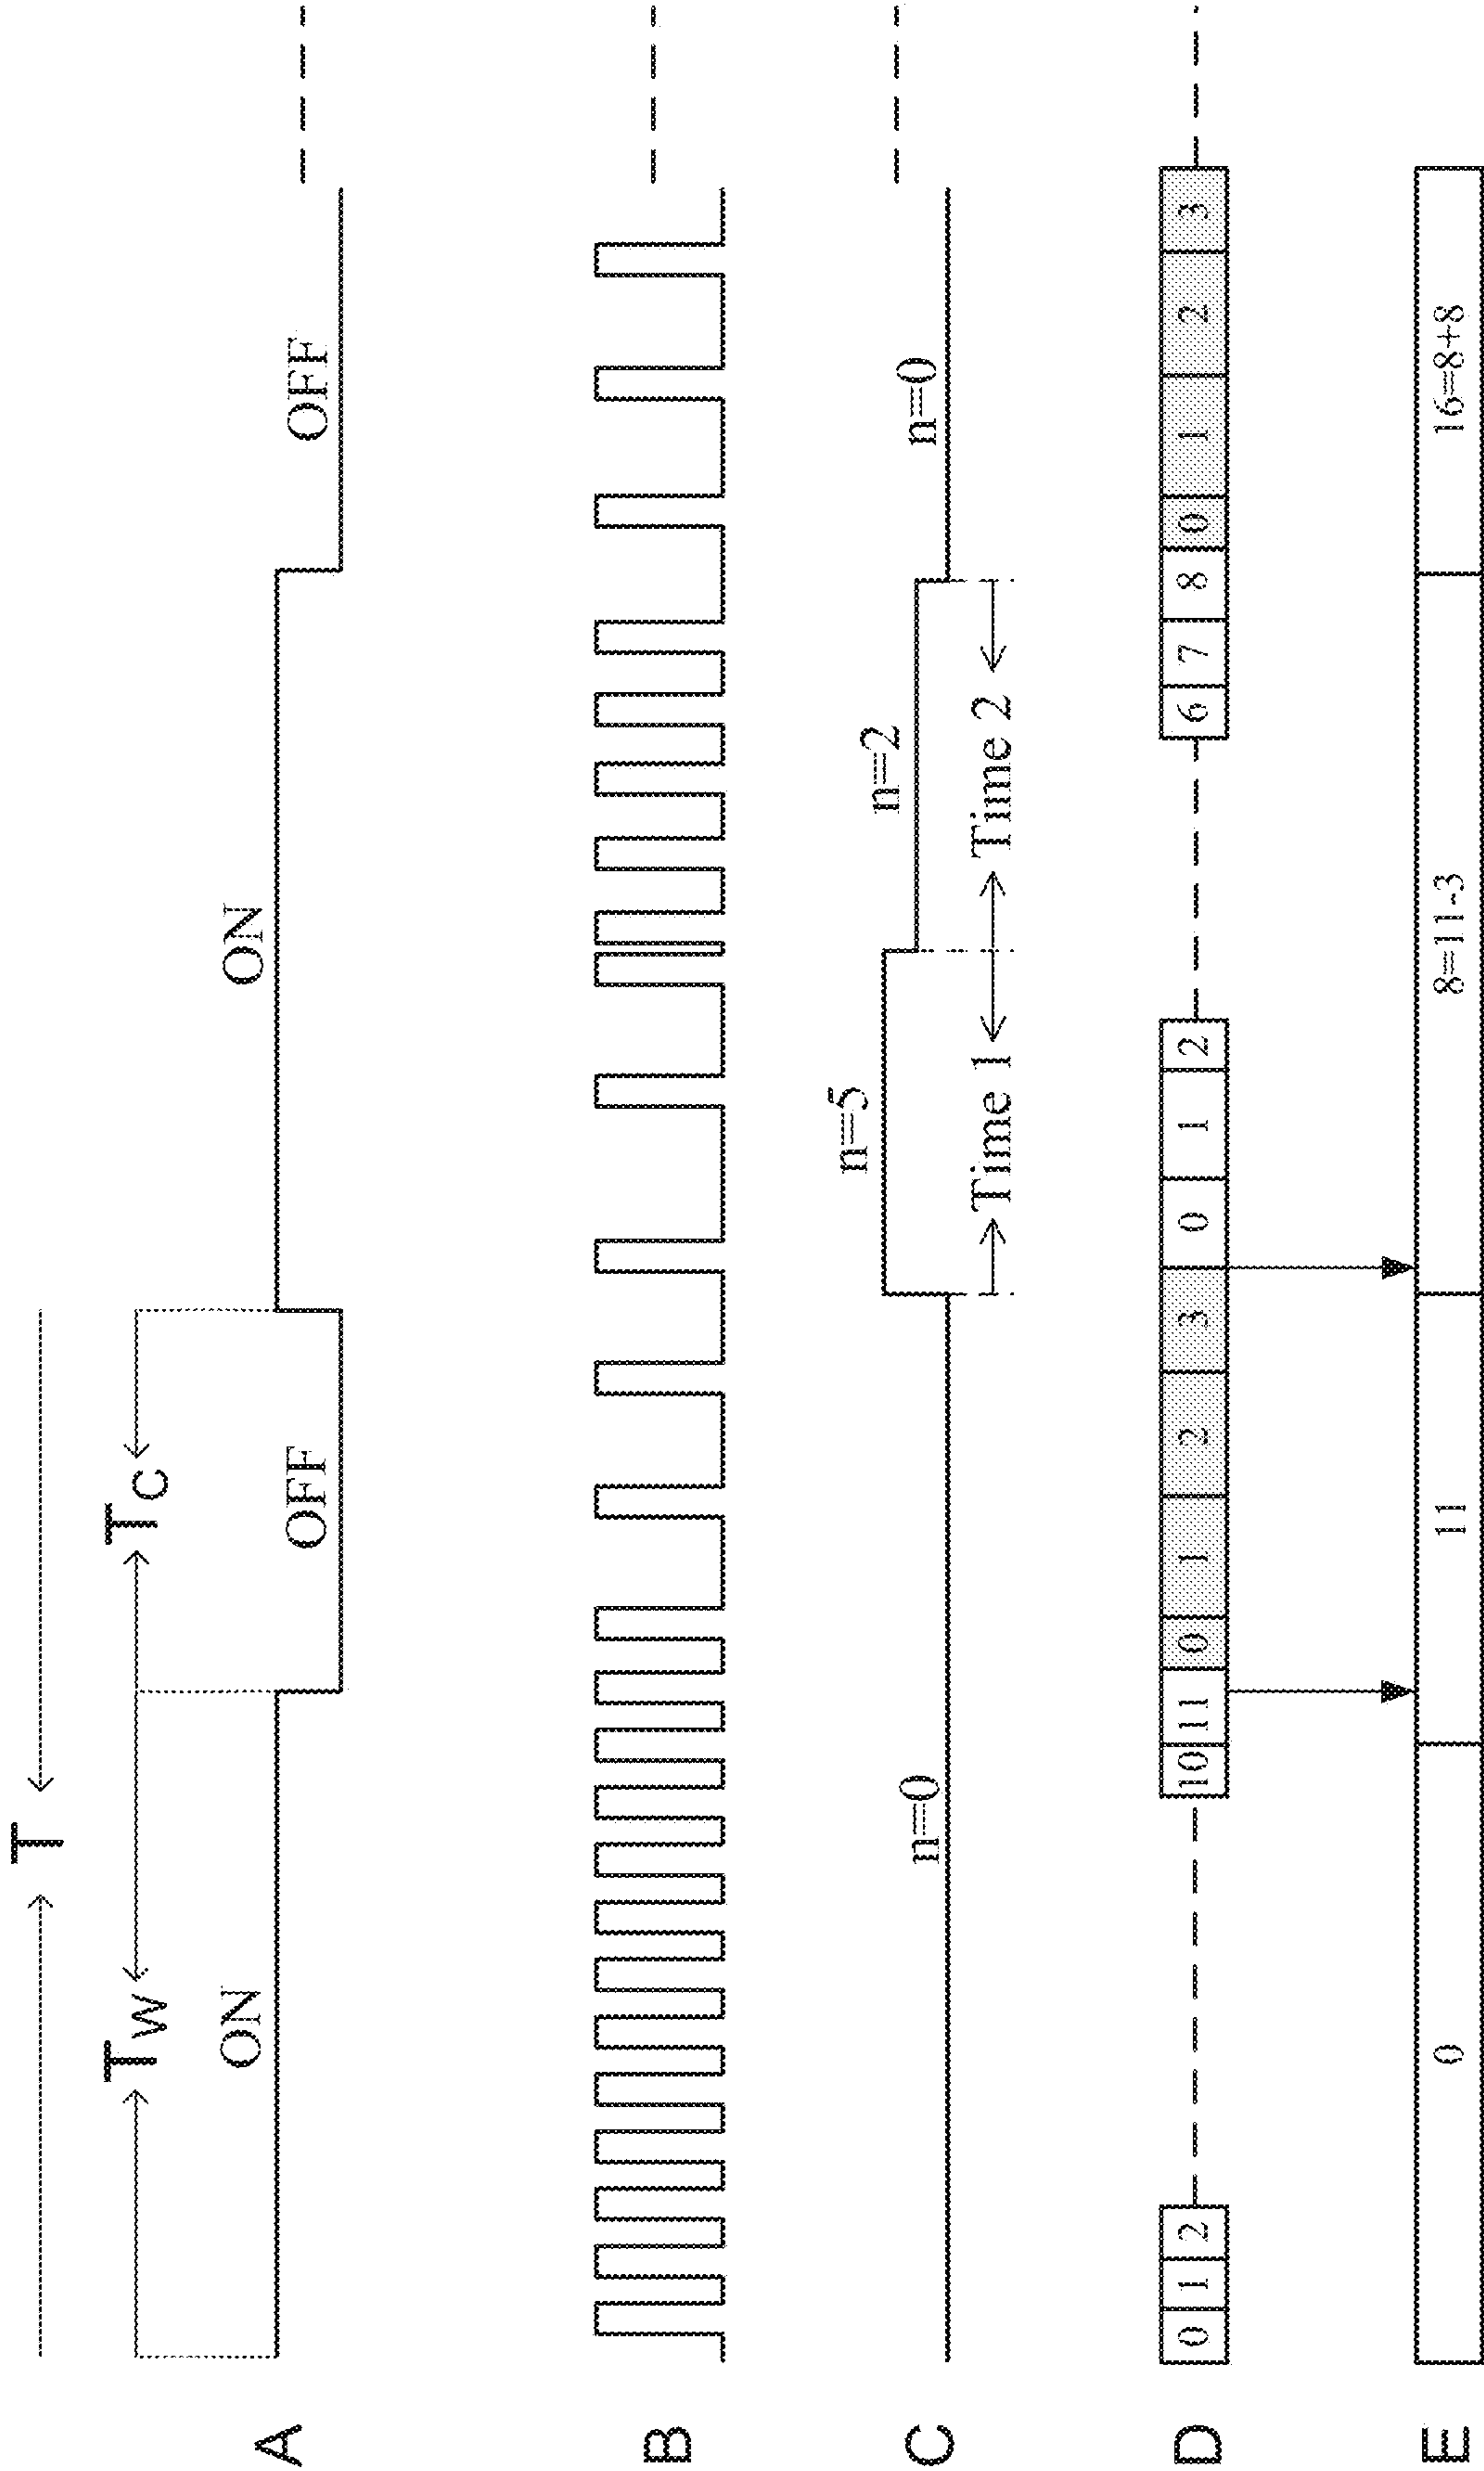 T
TW TC
A ON OFF ON OFF
B
C n=0 n=5 n=2 n=0
Time 1 Time 2
D 0 1 2 10 11 0 1 2 3 0 1 2 6 7 8 0 1 2 3
E 0 11 8=11-3 16=8+8